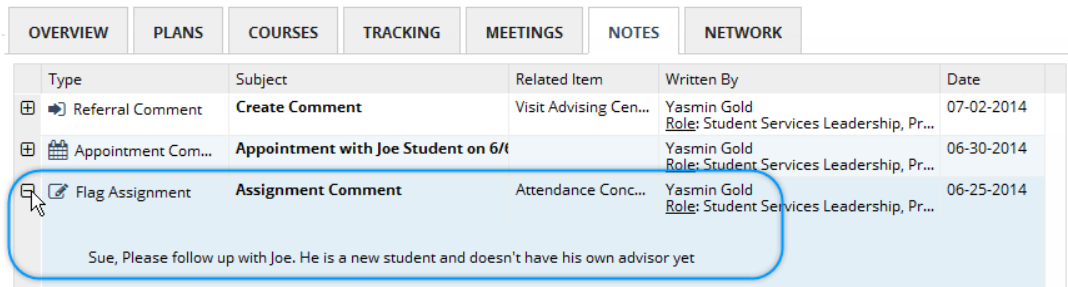 OVERVIEW PLANS COURSES TRACKING MEETINGS NOTES NETWORK
Type Subject Related Item Written By Date
Referral Comment Create Comment Visit Advising Cen... Yasmin Gold 07-02-2014
Role: Student Services Leadership, Pr...
Appointment Com... Appointment with Joe Student on 6/6 Yasmin Gold 06-30-2014
Role: Student Services Leadership, Pr...
Flag Assignment Assignment Comment Attendance Conc... Yasmin Gold 06-25-2014
Role: Student Services Leadership, Pr...
Sue, Please follow up with Joe. He is a new student and doesn't have his own advisor yet